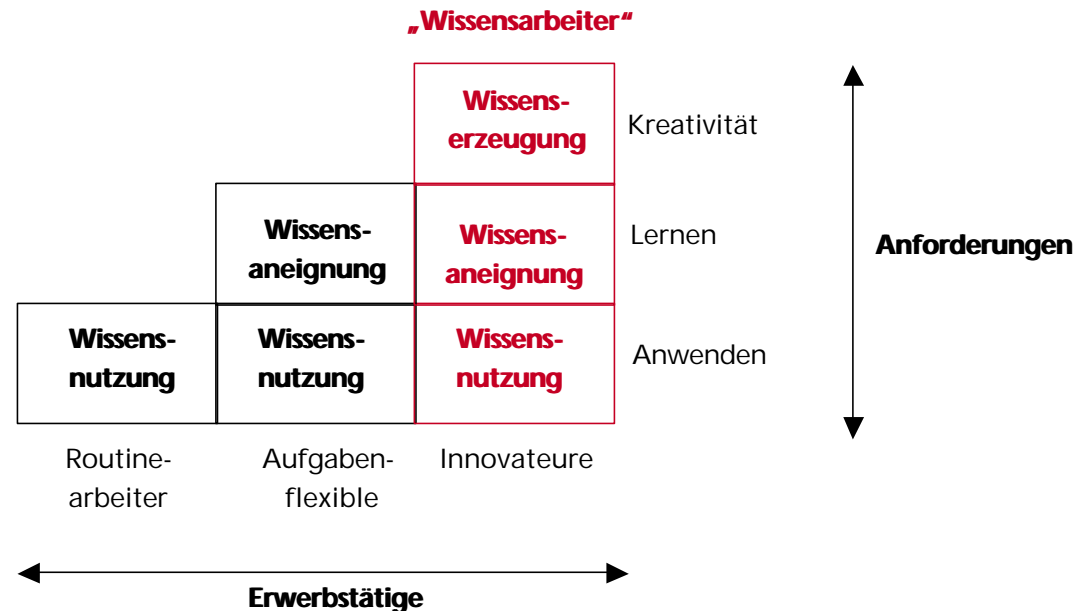 „Wissensarbeiter“
Wissens-
erzeugung
Kreativität
Wissens-
aneignung
Wissens-
aneignung
Lernen
Anforderungen
Wissens-
nutzung
Wissens-
nutzung
Wissens-
nutzung
Anwenden
Routine-
arbeiter
Aufgaben-
flexible
Innovateure
Erwerbstätige